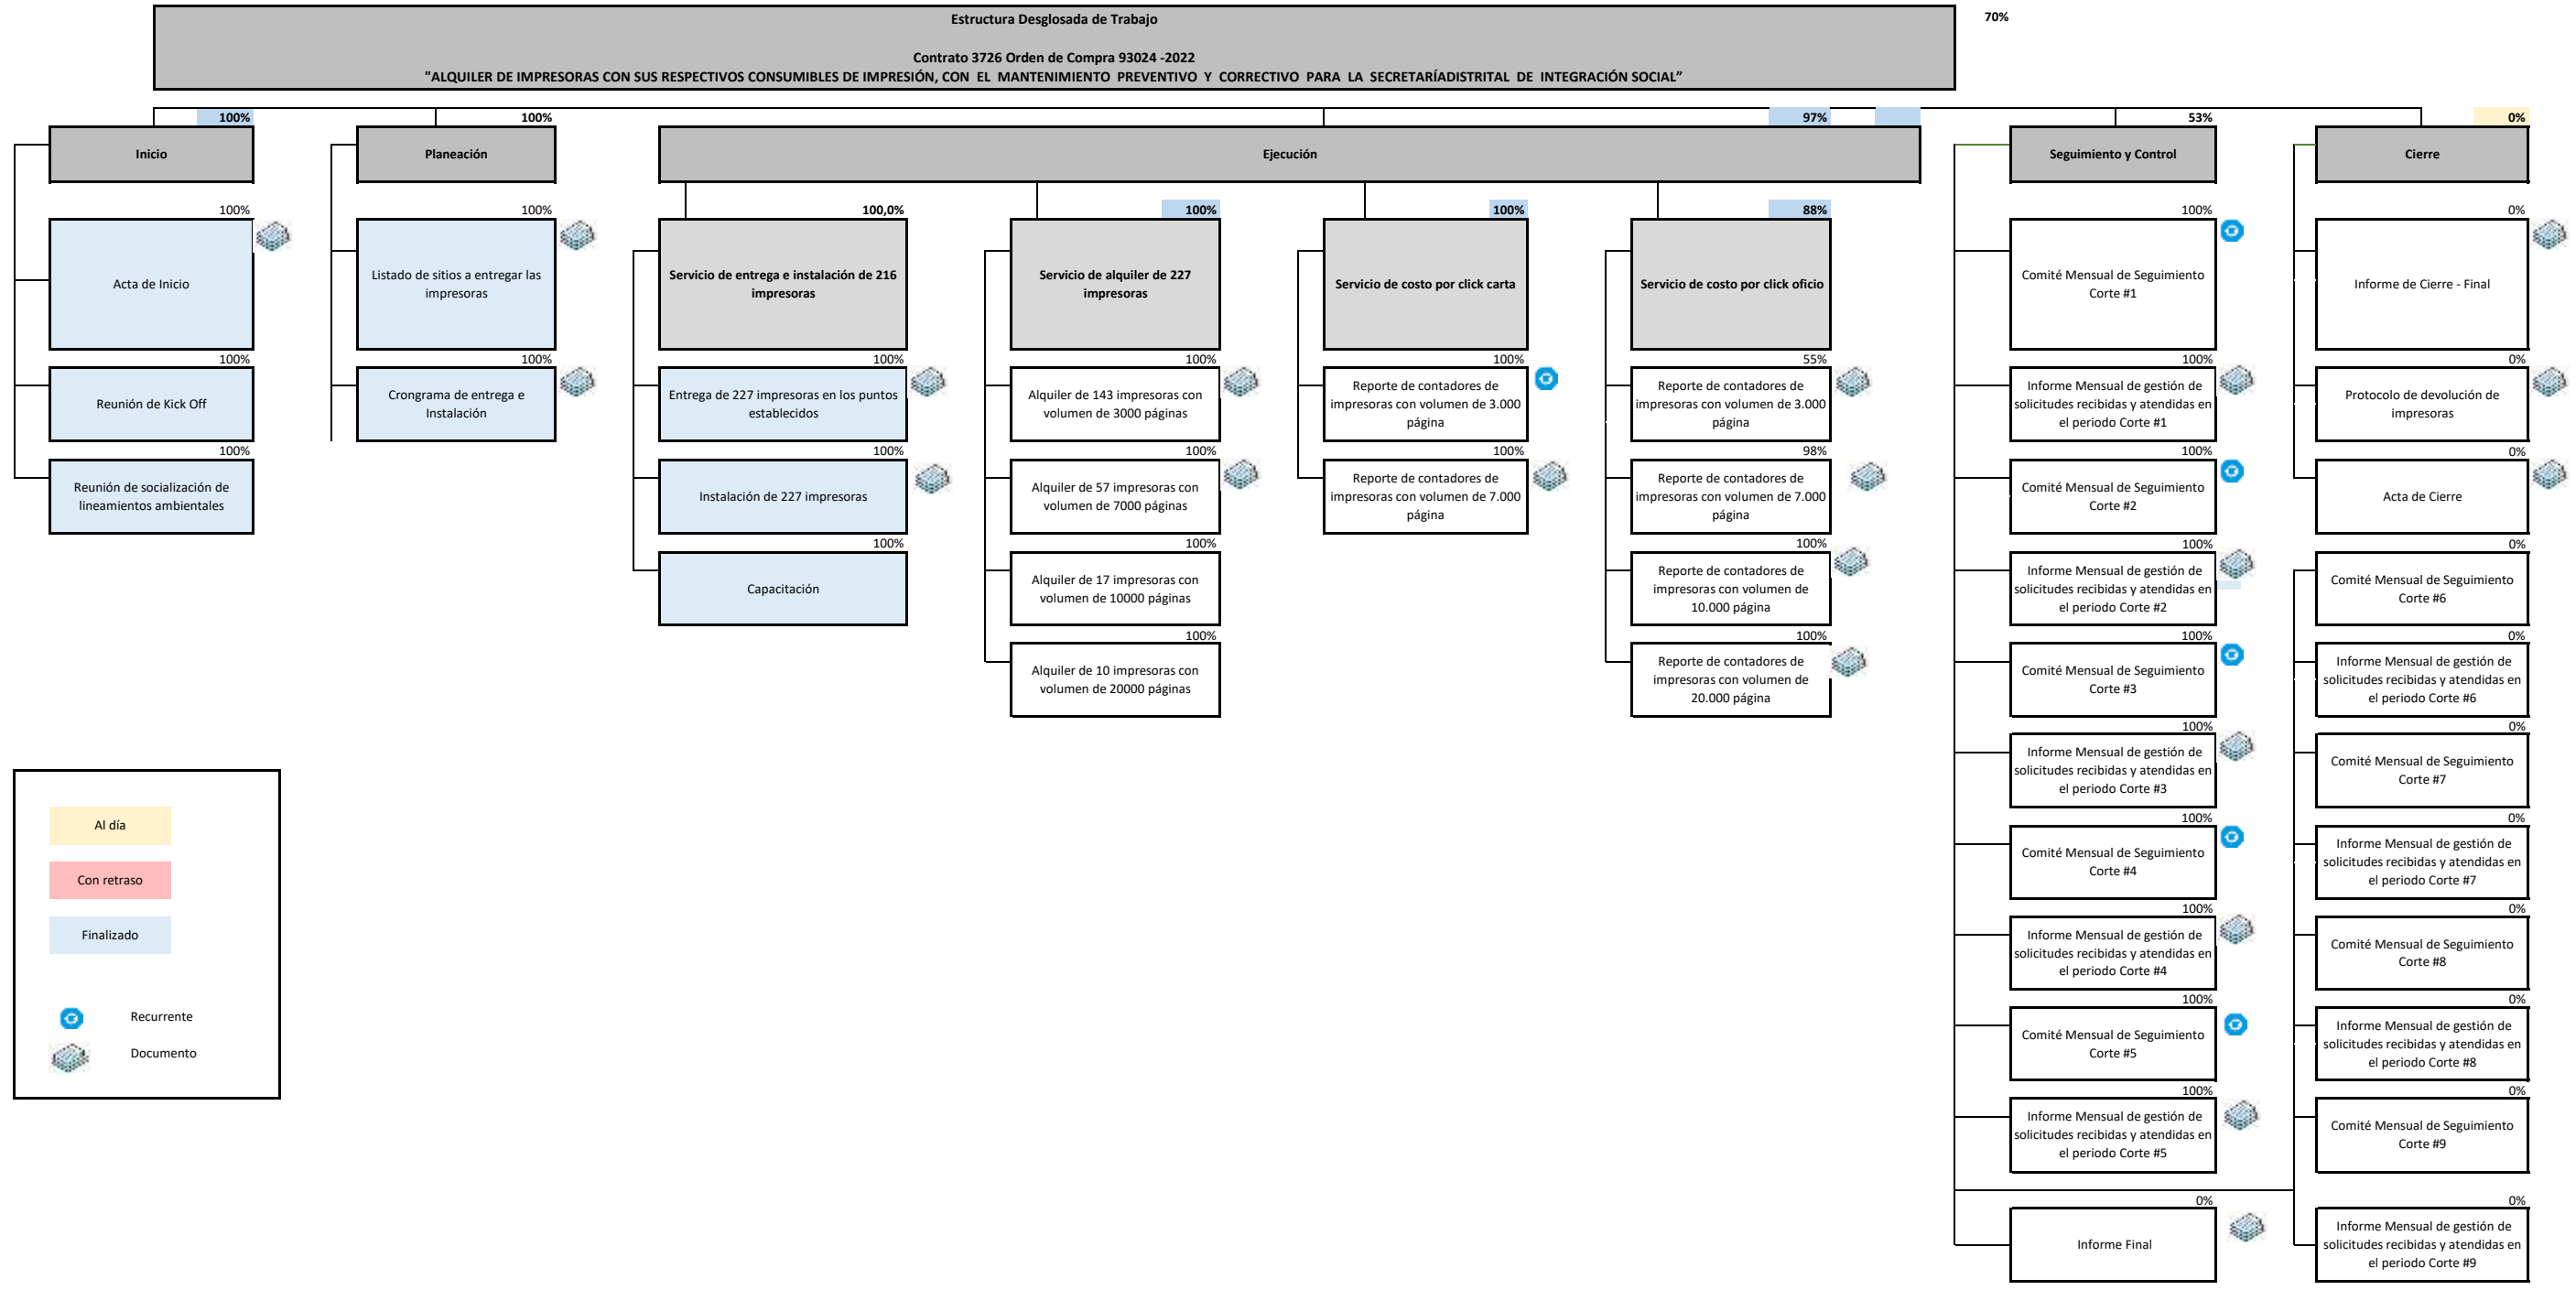 Estructura Desglosada de Trabajo
70%
Contrato 3726 Orden de Compra 93024 -2022
"ALQUILER DE IMPRESORAS CON SUS RESPECTIVOS CONSUMIBLES DE IMPRESIÓN, CON EL MANTENIMIENTO PREVENTIVO Y CORRECTIVO PARA LA SECRETARÍADISTRITAL DE INTEGRACIÓN SOCIAL”
100%
Inicio
100%
Acta de Inicio
100%
Reunión de Kick Off
100%
Reunión de socialización de
lineamientos ambientales
100%
Planeación
100%
Listado de sitios a entregar las
impresoras
100%
Crongrama de entrega e
Instalación
97%
Ejecución
100,0%
Servicio de entrega e instalación de 216
impresoras
100%
Entrega de 227 impresoras en los puntos
establecidos
100%
Instalación de 227 impresoras
100%
Capacitación
100%
Servicio de alquiler de 227
impresoras
100%
Alquiler de 143 impresoras con
volumen de 3000 páginas
100%
Alquiler de 57 impresoras con
volumen de 7000 páginas
100%
Alquiler de 17 impresoras con
volumen de 10000 páginas
100%
Alquiler de 10 impresoras con
volumen de 20000 páginas
100%
Servicio de costo por click carta
100%
Reporte de contadores de
impresoras con volumen de 3.000
página
100%
Reporte de contadores de
impresoras con volumen de 7.000
página
88%
Servicio de costo por click oficio
55%
Reporte de contadores de
impresoras con volumen de 3.000
página
98%
Reporte de contadores de
impresoras con volumen de 7.000
página
100%
Reporte de contadores de
impresoras con volumen de
10.000 página
100%
Reporte de contadores de
impresoras con volumen de
20.000 página
53%
Seguimiento y Control
100%
Comité Mensual de Seguimiento
Corte #1
100%
Informe Mensual de gestión de
solicitudes recibidas y atendidas en
el periodo Corte #1
100%
Comité Mensual de Seguimiento
Corte #2
100%
Informe Mensual de gestión de
solicitudes recibidas y atendidas en
el periodo Corte #2
100%
Comité Mensual de Seguimiento
Corte #3
100%
Informe Mensual de gestión de
solicitudes recibidas y atendidas en
el periodo Corte #3
100%
Comité Mensual de Seguimiento
Corte #4
100%
Informe Mensual de gestión de
solicitudes recibidas y atendidas en
el periodo Corte #4
100%
Comité Mensual de Seguimiento
Corte #5
100%
Informe Mensual de gestión de
solicitudes recibidas y atendidas en
el periodo Corte #5
0%
Informe Final
0%
Cierre
0%
Informe de Cierre - Final
0%
Protocolo de devolución de
impresoras
0%
Acta de Cierre
0%
Comité Mensual de Seguimiento
Corte #6
0%
Informe Mensual de gestión de
solicitudes recibidas y atendidas en
el periodo Corte #6
0%
Comité Mensual de Seguimiento
Corte #7
0%
Informe Mensual de gestión de
solicitudes recibidas y atendidas en
el periodo Corte #7
0%
Comité Mensual de Seguimiento
Corte #8
0%
Informe Mensual de gestión de
solicitudes recibidas y atendidas en
el periodo Corte #8
0%
Comité Mensual de Seguimiento
Corte #9
0%
Informe Mensual de gestión de
solicitudes recibidas y atendidas en
el periodo Corte #9
Al día
Con retraso
Finalizado
Recurrente
Documento